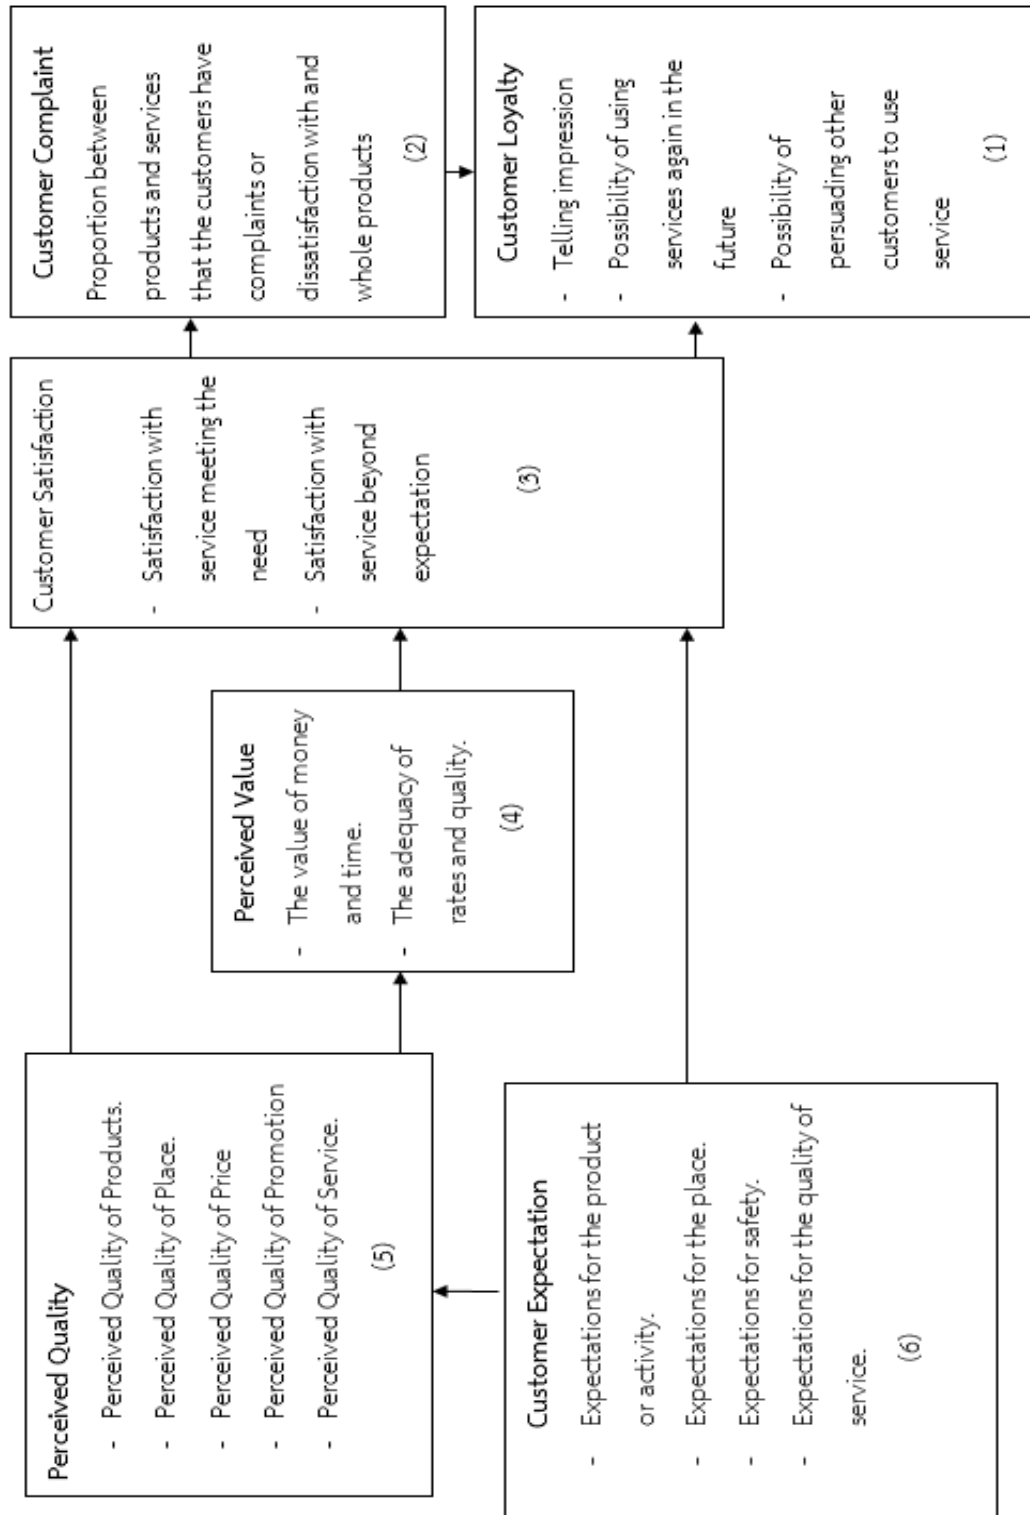 Perceived Quality
- Perceived Quality of Products.
- Perceived Quality of Place.
- Perceived Quality of Price
- Perceived Quality of Promotion
- Perceived Quality of Service.
(5)
Customer Expectation
- Expectations for the product
or activity.
- Expectations for the place.
- Expectations for safety.
- Expectations for the quality of
service.
(6)
Perceived Value
- The value of money
and time.
- The adequacy of
rates and quality.
(4)
Customer Satisfaction
- Satisfaction with
service meeting the
need
- Satisfaction with
service beyond
expectation
(3)
Customer Complaint
Proportion between
products and services
that the customers have
complaints or
dissatisfaction with and
whole products
(2)
Customer Loyalty
- Telling impression
- Possibility of using
services again in the
future
- Possibility of
persuading other
customers to use
service
(1)